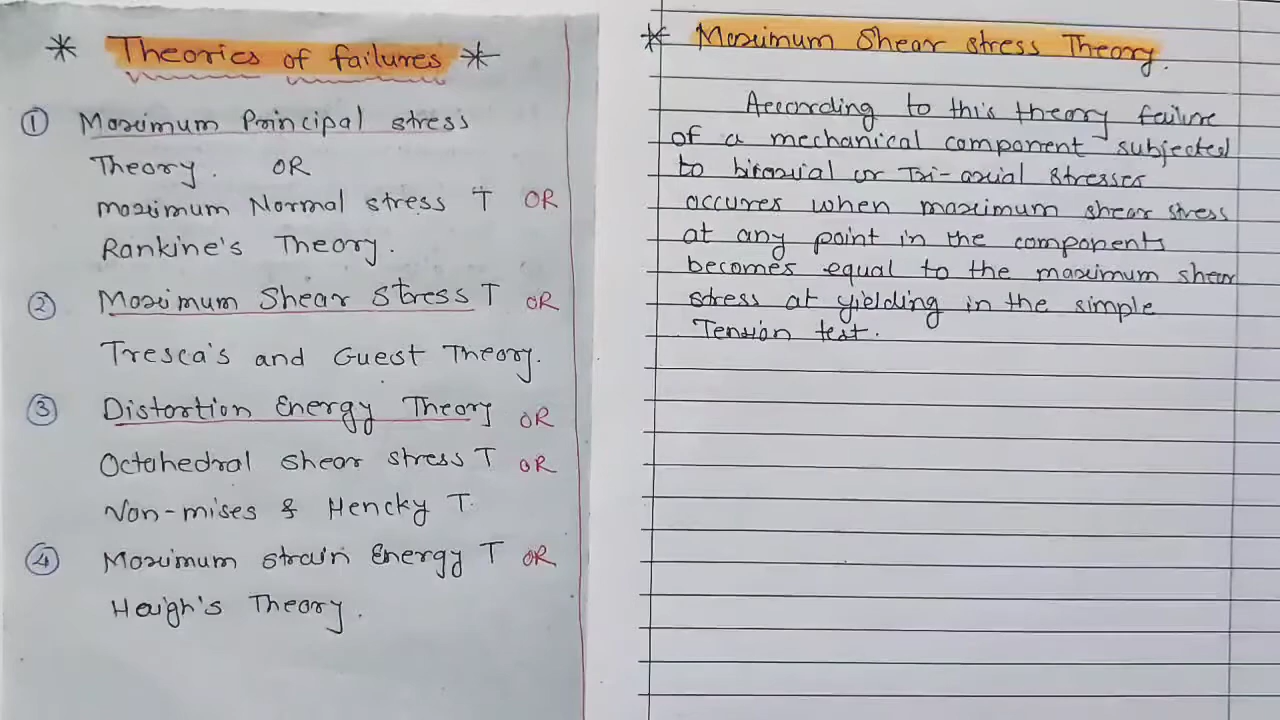 * Theories of failures *
① Maximum Principal stress
Theory. OR
Maximum Normal stress T OR
Rankine's Theory.
② Maximum Shear Stress T OR
Tresca's and Guest Theory.
③ Distortion Energy Theory OR
Octahedral shear stress T OR
Von-mises & Hencky T.
④ Maximum strain Energy T OR
Heigh's Theory.
* Maximum Shear stress Theory.
According to this theory failure
of a mechanical component subjected
to biaxial or Tri-axial stresses
occures when maximum shear stress
at any point in the components
becomes equal to the maximum shear
stress at yielding in the simple
Tension test.